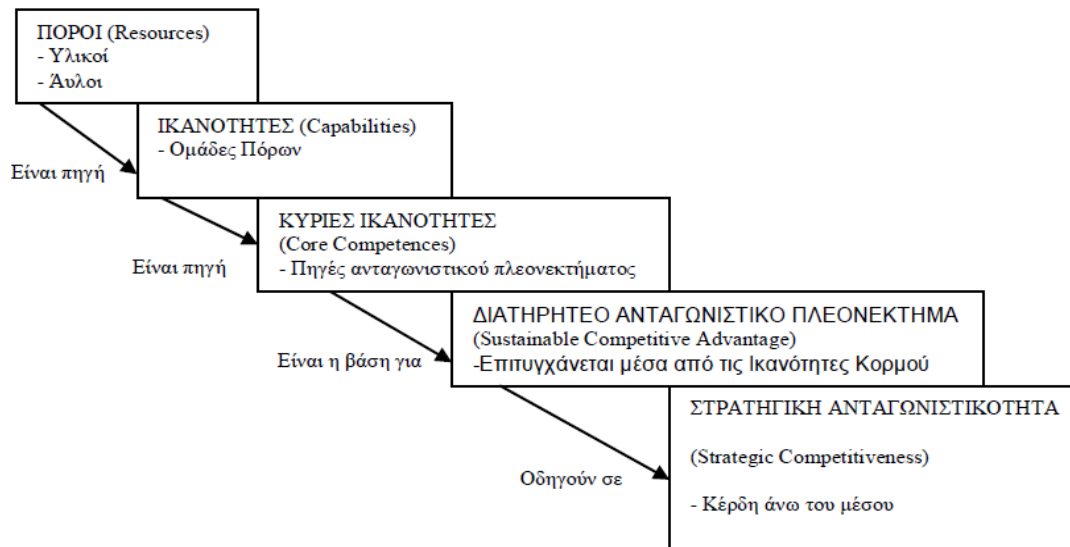 ΠΟΡΟΙ (Resources)
- Υλικοί
- Άυλοι
ΙΚΑΝΟΤΗΤΕΣ (Capabilities)
- Ομάδες Πόρων
Είναι πηγή
ΚΥΡΙΕΣ ΙΚΑΝΟΤΗΤΕΣ
(Core Competences)
- Πηγές ανταγωνιστικού πλεονεκτήματος
Είναι πηγή
ΔΙΑΤΗΡΗΤΕΟ ΑΝΤΑΓΩΝΙΣΤΙΚΟ ΠΛΕΟΝΕΚΤΗΜΑ
(Sustainable Competitive Advantage)
-Επιτυγχάνεται μέσα από τις Ικανότητες Κορμού
Είναι η βάση για
ΣΤΡΑΤΗΓΙΚΗ ΑΝΤΑΓΩΝΙΣΤΙΚΟΤΗΤΑ
(Strategic Competitiveness)
- Κέρδη άνω του μέσου
Οδηγούν σε